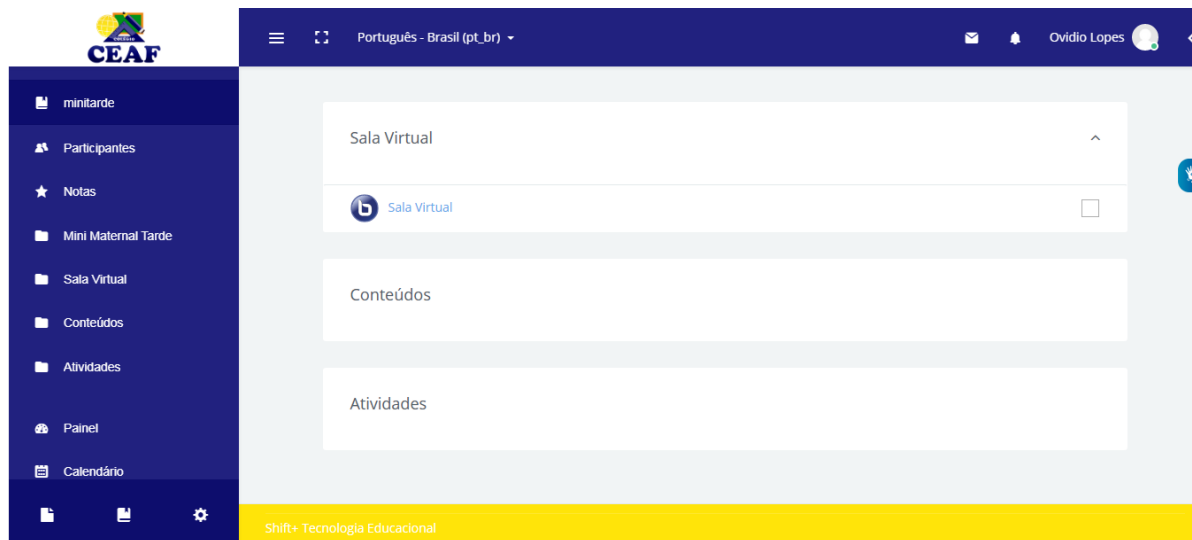 COLÉGIO
CEAF
Português - Brasil (pt_br)
Ovidio Lopes
minitarde
Participantes
Notas
Mini Maternal Tarde
Sala Virtual
Conteúdos
Atividades
Painel
Calendário
Sala Virtual
b Sala Virtual
Conteúdos
Atividades
Shift+ Tecnologia Educacional